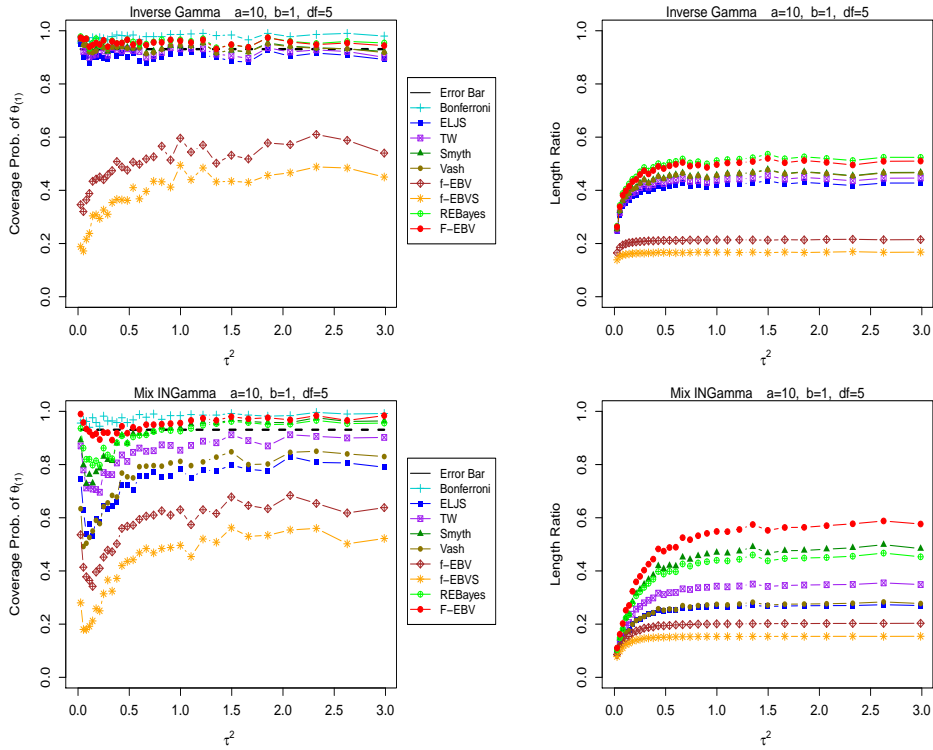 Inverse Gamma a=10, b=1, df=5
Coverage Prob. of θ(1)
1.0
0.8
0.6
0.4
0.2
0.0
0.0 0.5 1.0 1.5 2.0 2.5 3.0
τ²
Error Bar
Bonferroni
ELJS
TW
Smyth
Vash
f−EBV
f−EBVS
REBayes
F−EBV
Inverse Gamma a=10, b=1, df=5
Length Ratio
1.0
0.8
0.6
0.4
0.2
0.0
0.0 0.5 1.0 1.5 2.0 2.5 3.0
τ²
Mix INGamma a=10, b=1, df=5
Coverage Prob. of θ(1)
1.0
0.8
0.6
0.4
0.2
0.0
0.0 0.5 1.0 1.5 2.0 2.5 3.0
τ²
Error Bar
Bonferroni
ELJS
TW
Smyth
Vash
f−EBV
f−EBVS
REBayes
F−EBV
Mix INGamma a=10, b=1, df=5
Length Ratio
1.0
0.8
0.6
0.4
0.2
0.0
0.0 0.5 1.0 1.5 2.0 2.5 3.0
τ²